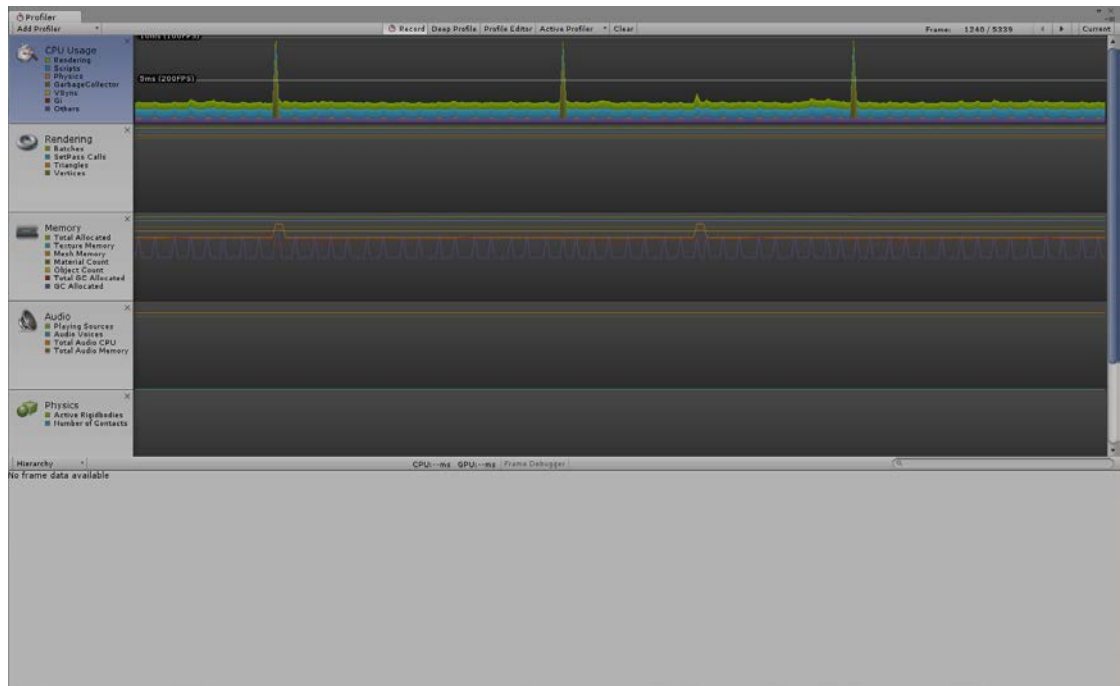 Profiler
Add Profiler
Record Deep Profile Profile Editor Active Profiler Clear
Frame: 1240 / 5339 Current
CPU Usage
Rendering
Scripts
Physics
GarbageCollector
VSync
Gi
Others
10ms (100FPS)
5ms (200FPS)
Rendering
Batches
SetPass Calls
Triangles
Vertices
Memory
Total Allocated
Texture Memory
Mesh Memory
Material Count
Object Count
Total GC Allocated
GC Allocated
Audio
Playing Sources
Audio Voices
Total Audio CPU
Total Audio Memory
Physics
Active Rigidbodies
Number of Contacts
Hierarchy
CPU:--ms GPU:--ms Frame Debugger
No frame data available